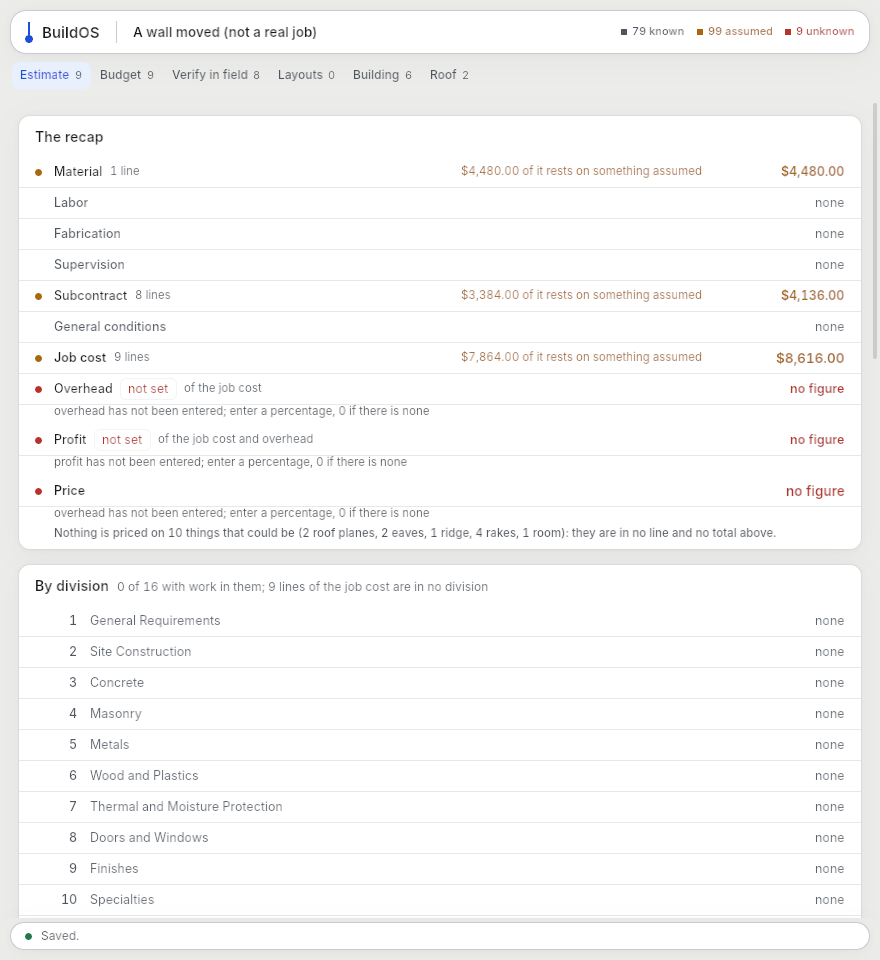 BuildOS A wall moved (not a real job) 79 known 99 assumed 9 unknown
Estimate 9 Budget 9 Verify in field 8 Layouts 0 Building 6 Roof 2
The recap
Material 1 line $4,480.00 of it rests on something assumed $4,480.00
Labor none
Fabrication none
Supervision none
Subcontract 8 lines $3,384.00 of it rests on something assumed $4,136.00
General conditions none
Job cost 9 lines $7,864.00 of it rests on something assumed $8,616.00
Overhead not set of the job cost no figure
overhead has not been entered; enter a percentage, 0 if there is none
Profit not set of the job cost and overhead no figure
profit has not been entered; enter a percentage, 0 if there is none
Price no figure
overhead has not been entered; enter a percentage, 0 if there is none
Nothing is priced on 10 things that could be (2 roof planes, 2 eaves, 1 ridge, 4 rakes, 1 room): they are in no line and no total above.
By division 0 of 16 with work in them; 9 lines of the job cost are in no division
1 General Requirements none
2 Site Construction none
3 Concrete none
4 Masonry none
5 Metals none
6 Wood and Plastics none
7 Thermal and Moisture Protection none
8 Doors and Windows none
9 Finishes none
10 Specialties none
Saved.